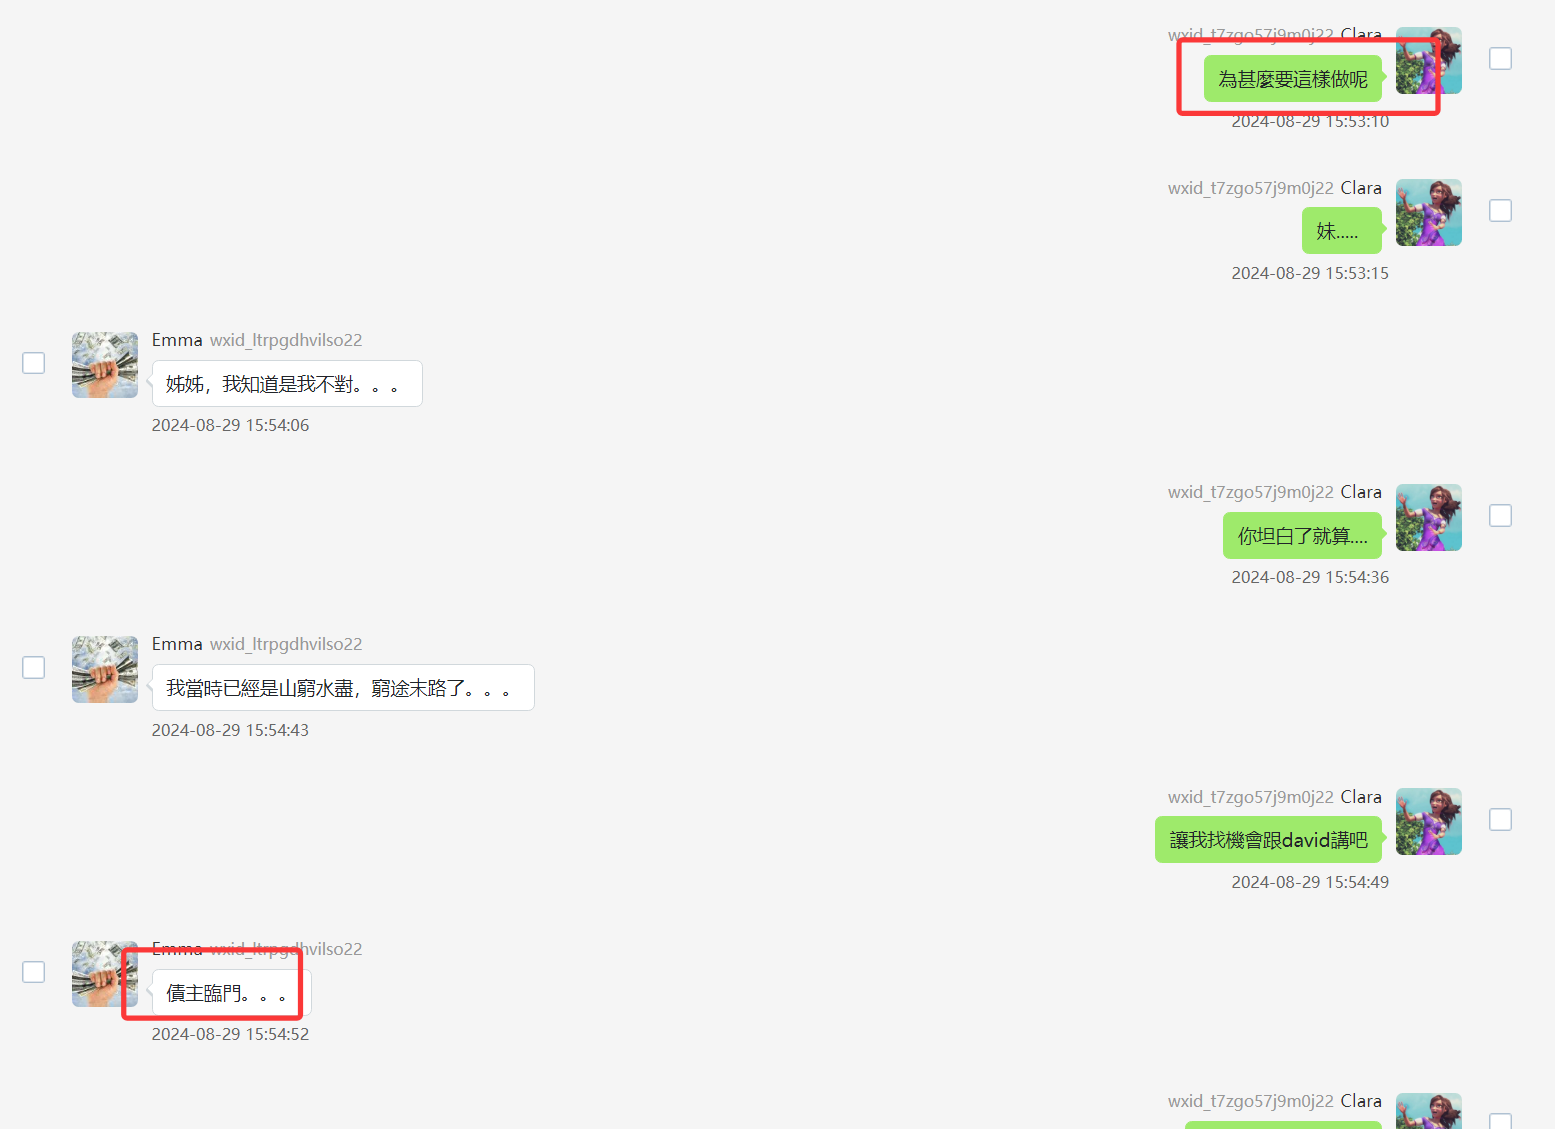 wxid_t7zgo57j9m0j22 Clara
為甚麼要這樣做呢
2024-08-29 15:53:10
wxid_t7zgo57j9m0j22 Clara
妹.....
2024-08-29 15:53:15
Emma wxid_ltrpgdhvilso22
姊姊，我知道是我不對。。。
2024-08-29 15:54:06
wxid_t7zgo57j9m0j22 Clara
你坦白了就算....
2024-08-29 15:54:36
Emma wxid_ltrpgdhvilso22
我當時已經是山窮水盡，窮途末路了。。。
2024-08-29 15:54:43
wxid_t7zgo57j9m0j22 Clara
讓我找機會跟david講吧
2024-08-29 15:54:49
Emma wxid_ltrpgdhvilso22
債主臨門。。。
2024-08-29 15:54:52
wxid_t7zgo57j9m0j22 Clara